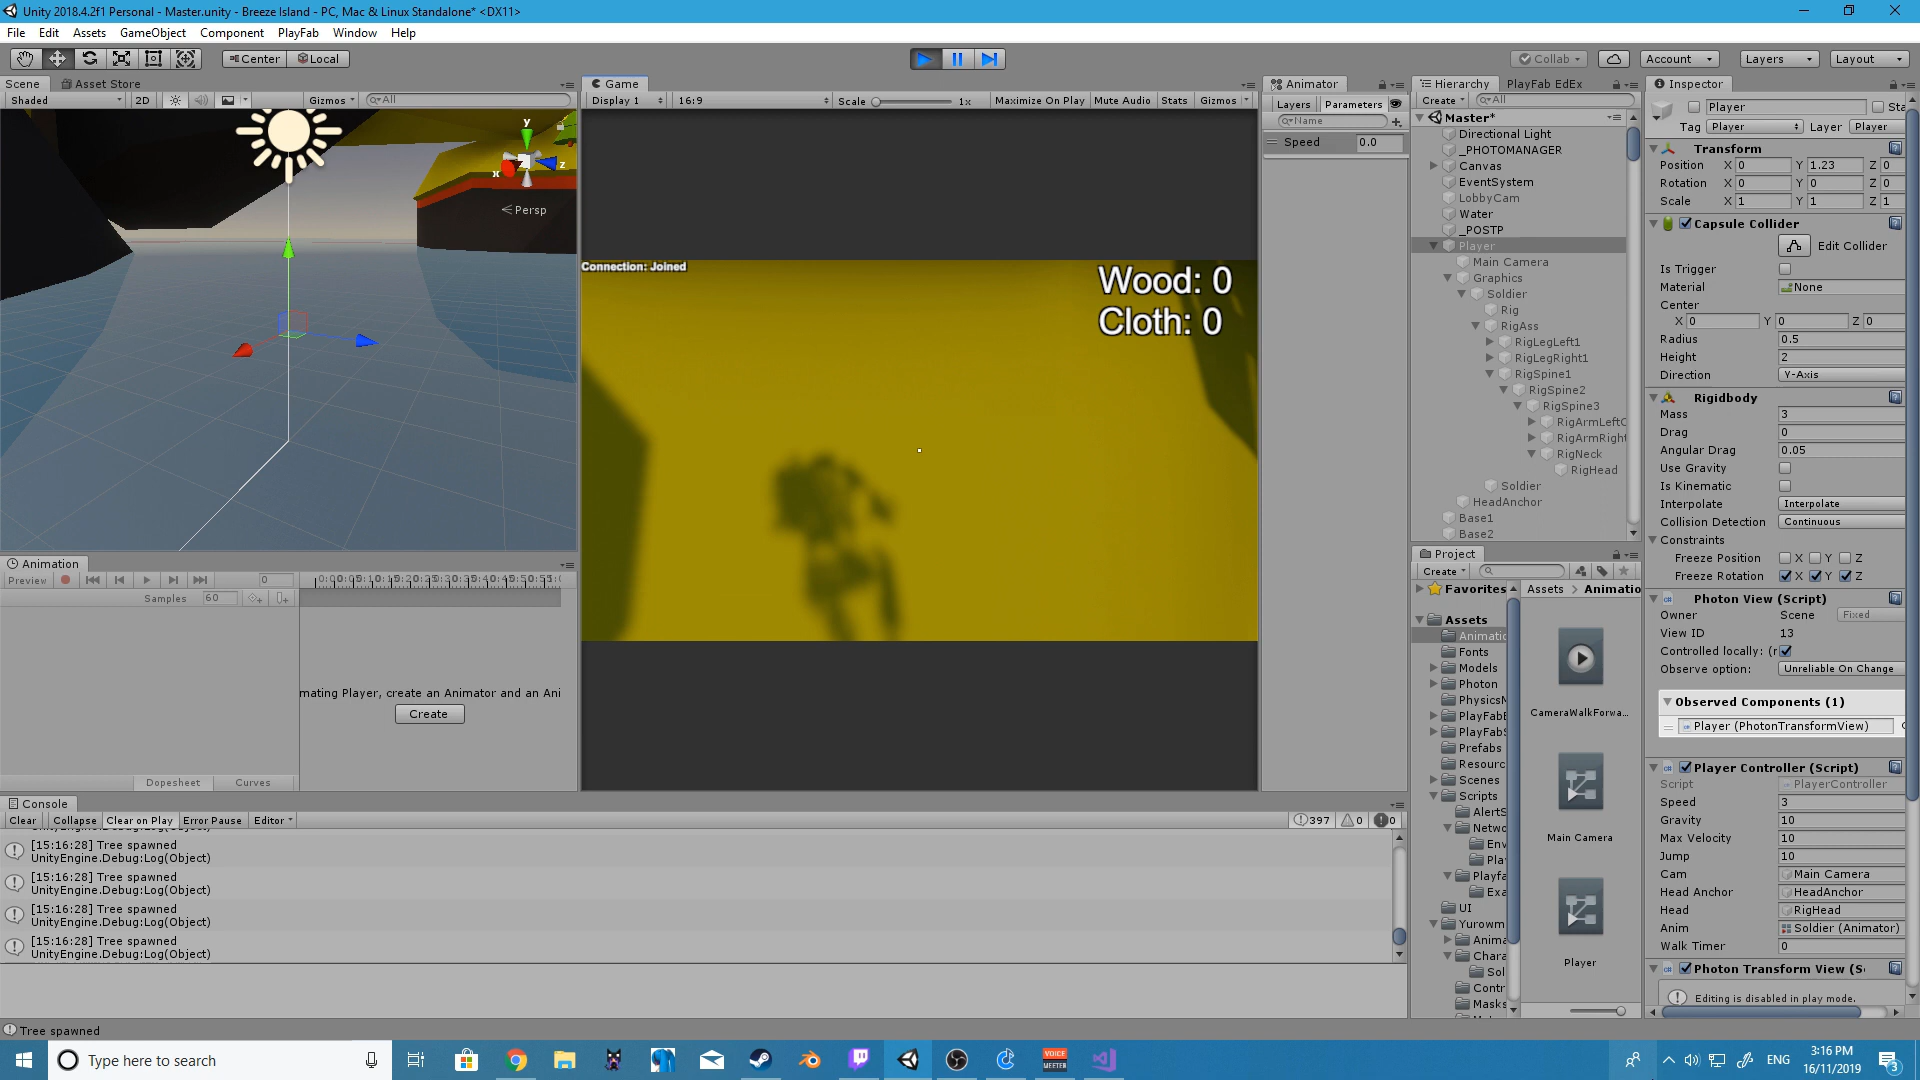 Unity 2018.4.2f1 Personal - Master.unity - Breeze Island - PC, Mac & Linux Standalone* <DX11>
File Edit Assets GameObject Component PlayFab Window Help
Center Local
Collab Account Layers Layout
Scene Asset Store
Shaded 2D Gizmos All
y
x
z
Persp
Animation
Preview 0
Samples 60
mating Player, create an Animator and an Ani
Create
Dopesheet Curves
Game
Display 1 16:9 Scale 1x Maximize On Play Mute Audio Stats Gizmos
Connection: Joined
Wood: 0
Cloth: 0
Animator
Layers Parameters
Name
Speed 0.0
Hierarchy PlayFab EdEx
Create All
Master*
Directional Light
_PHOTOMANAGER
Canvas
EventSystem
LobbyCam
Water
_POSTP
Player
Main Camera
Graphics
Soldier
Rig
RigAss
RigLegLeft1
RigLegRight1
RigSpine1
RigSpine2
RigSpine3
RigArmLeftC
RigArmRight
RigNeck
RigHead
Soldier
HeadAnchor
Base1
Base2
Project
Create
Favorites
Assets
Animatic
Fonts
Models
Photon
PhysicsM
PlayFabE
PlayFabS
Prefabs
Resourc
Scenes
Scripts
AlertS
Netwo
Env
Pla
Playfa
Exa
UI
Yurowm
Anima
Chara
Sol
Contr
Masks
Assets Animatio
CameraWalkForwa...
Main Camera
Player
Inspector
Player Sta
Tag Player Layer Player
Transform
Position X 0 Y 1.23 Z 0
Rotation X 0 Y 0 Z 0
Scale X 1 Y 1 Z 1
Capsule Collider
Edit Collider
Is Trigger
Material None
Center
X 0 Y 0 Z 0
Radius 0.5
Height 2
Direction Y-Axis
Rigidbody
Mass 3
Drag 0
Angular Drag 0.05
Use Gravity
Is Kinematic
Interpolate Interpolate
Collision Detection Continuous
Constraints
Freeze Position X Y Z
Freeze Rotation X Y Z
Photon View (Script)
Owner Scene Fixed
View ID 13
Controlled locally: (r
Observe option: Unreliable On Change
Observed Components (1)
Player (PhotonTransformView)
Player Controller (Script)
Script PlayerController
Speed 3
Gravity 10
Max Velocity 10
Jump 10
Cam Main Camera
Head Anchor HeadAnchor
Head RigHead
Anim Soldier (Animator)
Walk Timer 0
Photon Transform View (S
Editing is disabled in play mode.
Console
Clear Collapse Clear on Play Error Pause Editor 397 0 0
UnityEngine.Debug:Log(Object)
[15:16:28] Tree spawned
UnityEngine.Debug:Log(Object)
[15:16:28] Tree spawned
UnityEngine.Debug:Log(Object)
[15:16:28] Tree spawned
UnityEngine.Debug:Log(Object)
[15:16:28] Tree spawned
UnityEngine.Debug:Log(Object)
Tree spawned
Type here to search
VOICE MEETER
ENG
3:16 PM
16/11/2019
3